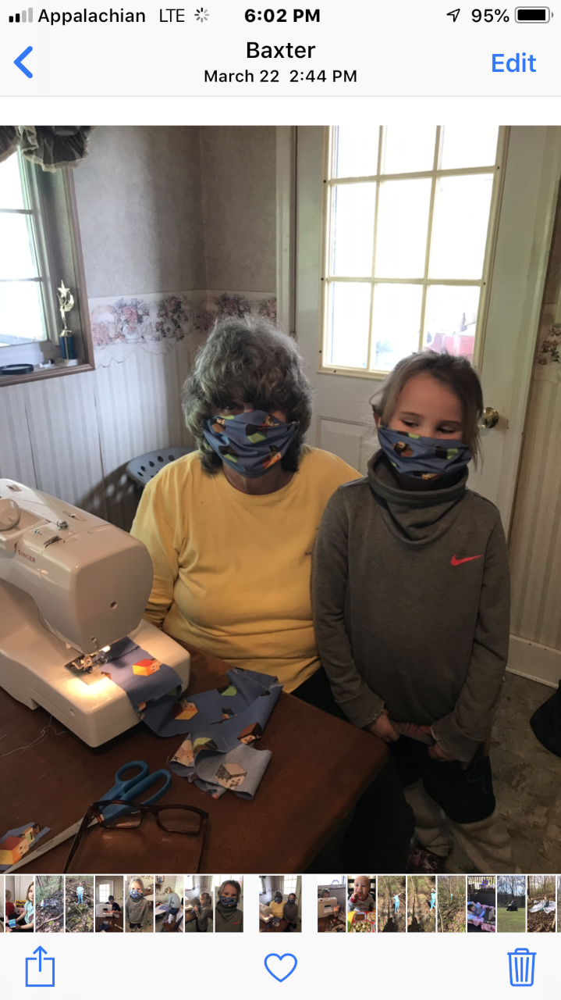 Appalachian LTE 6:02 PM 95%
Baxter
March 22 2:44 PM
Edit
SINGER